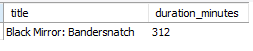 title duration_minutes
Black Mirror: Bandersnatch 312